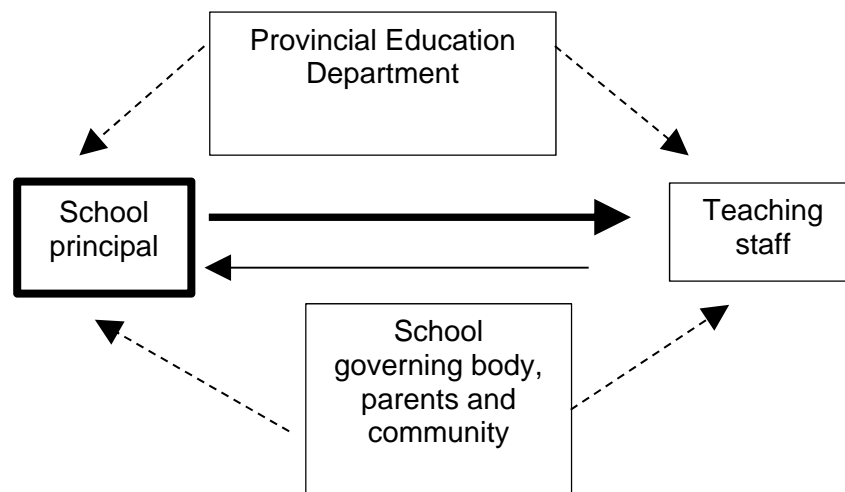 Provincial Education
Department
School
principal
Teaching
staff
School
governing body,
parents and
community